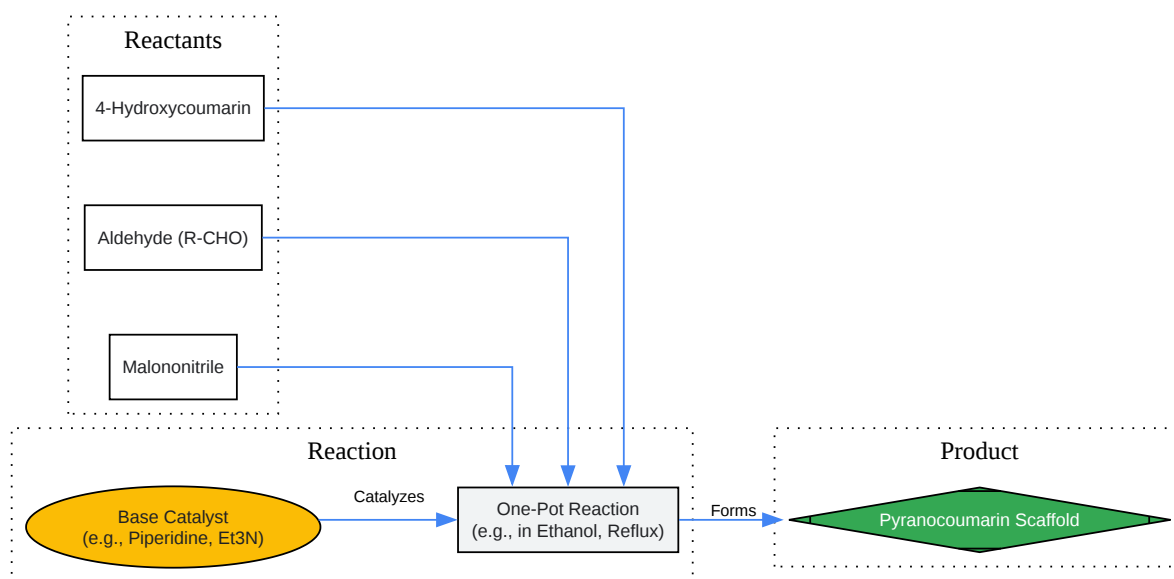 Reactants
4-Hydroxycoumarin
Aldehyde (R-CHO)
Malononitrile
Reaction
Base Catalyst
(e.g., Piperidine, Et3N)
Catalyzes
One-Pot Reaction
(e.g., in Ethanol, Reflux)
Forms
Product
Pyranocoumarin Scaffold